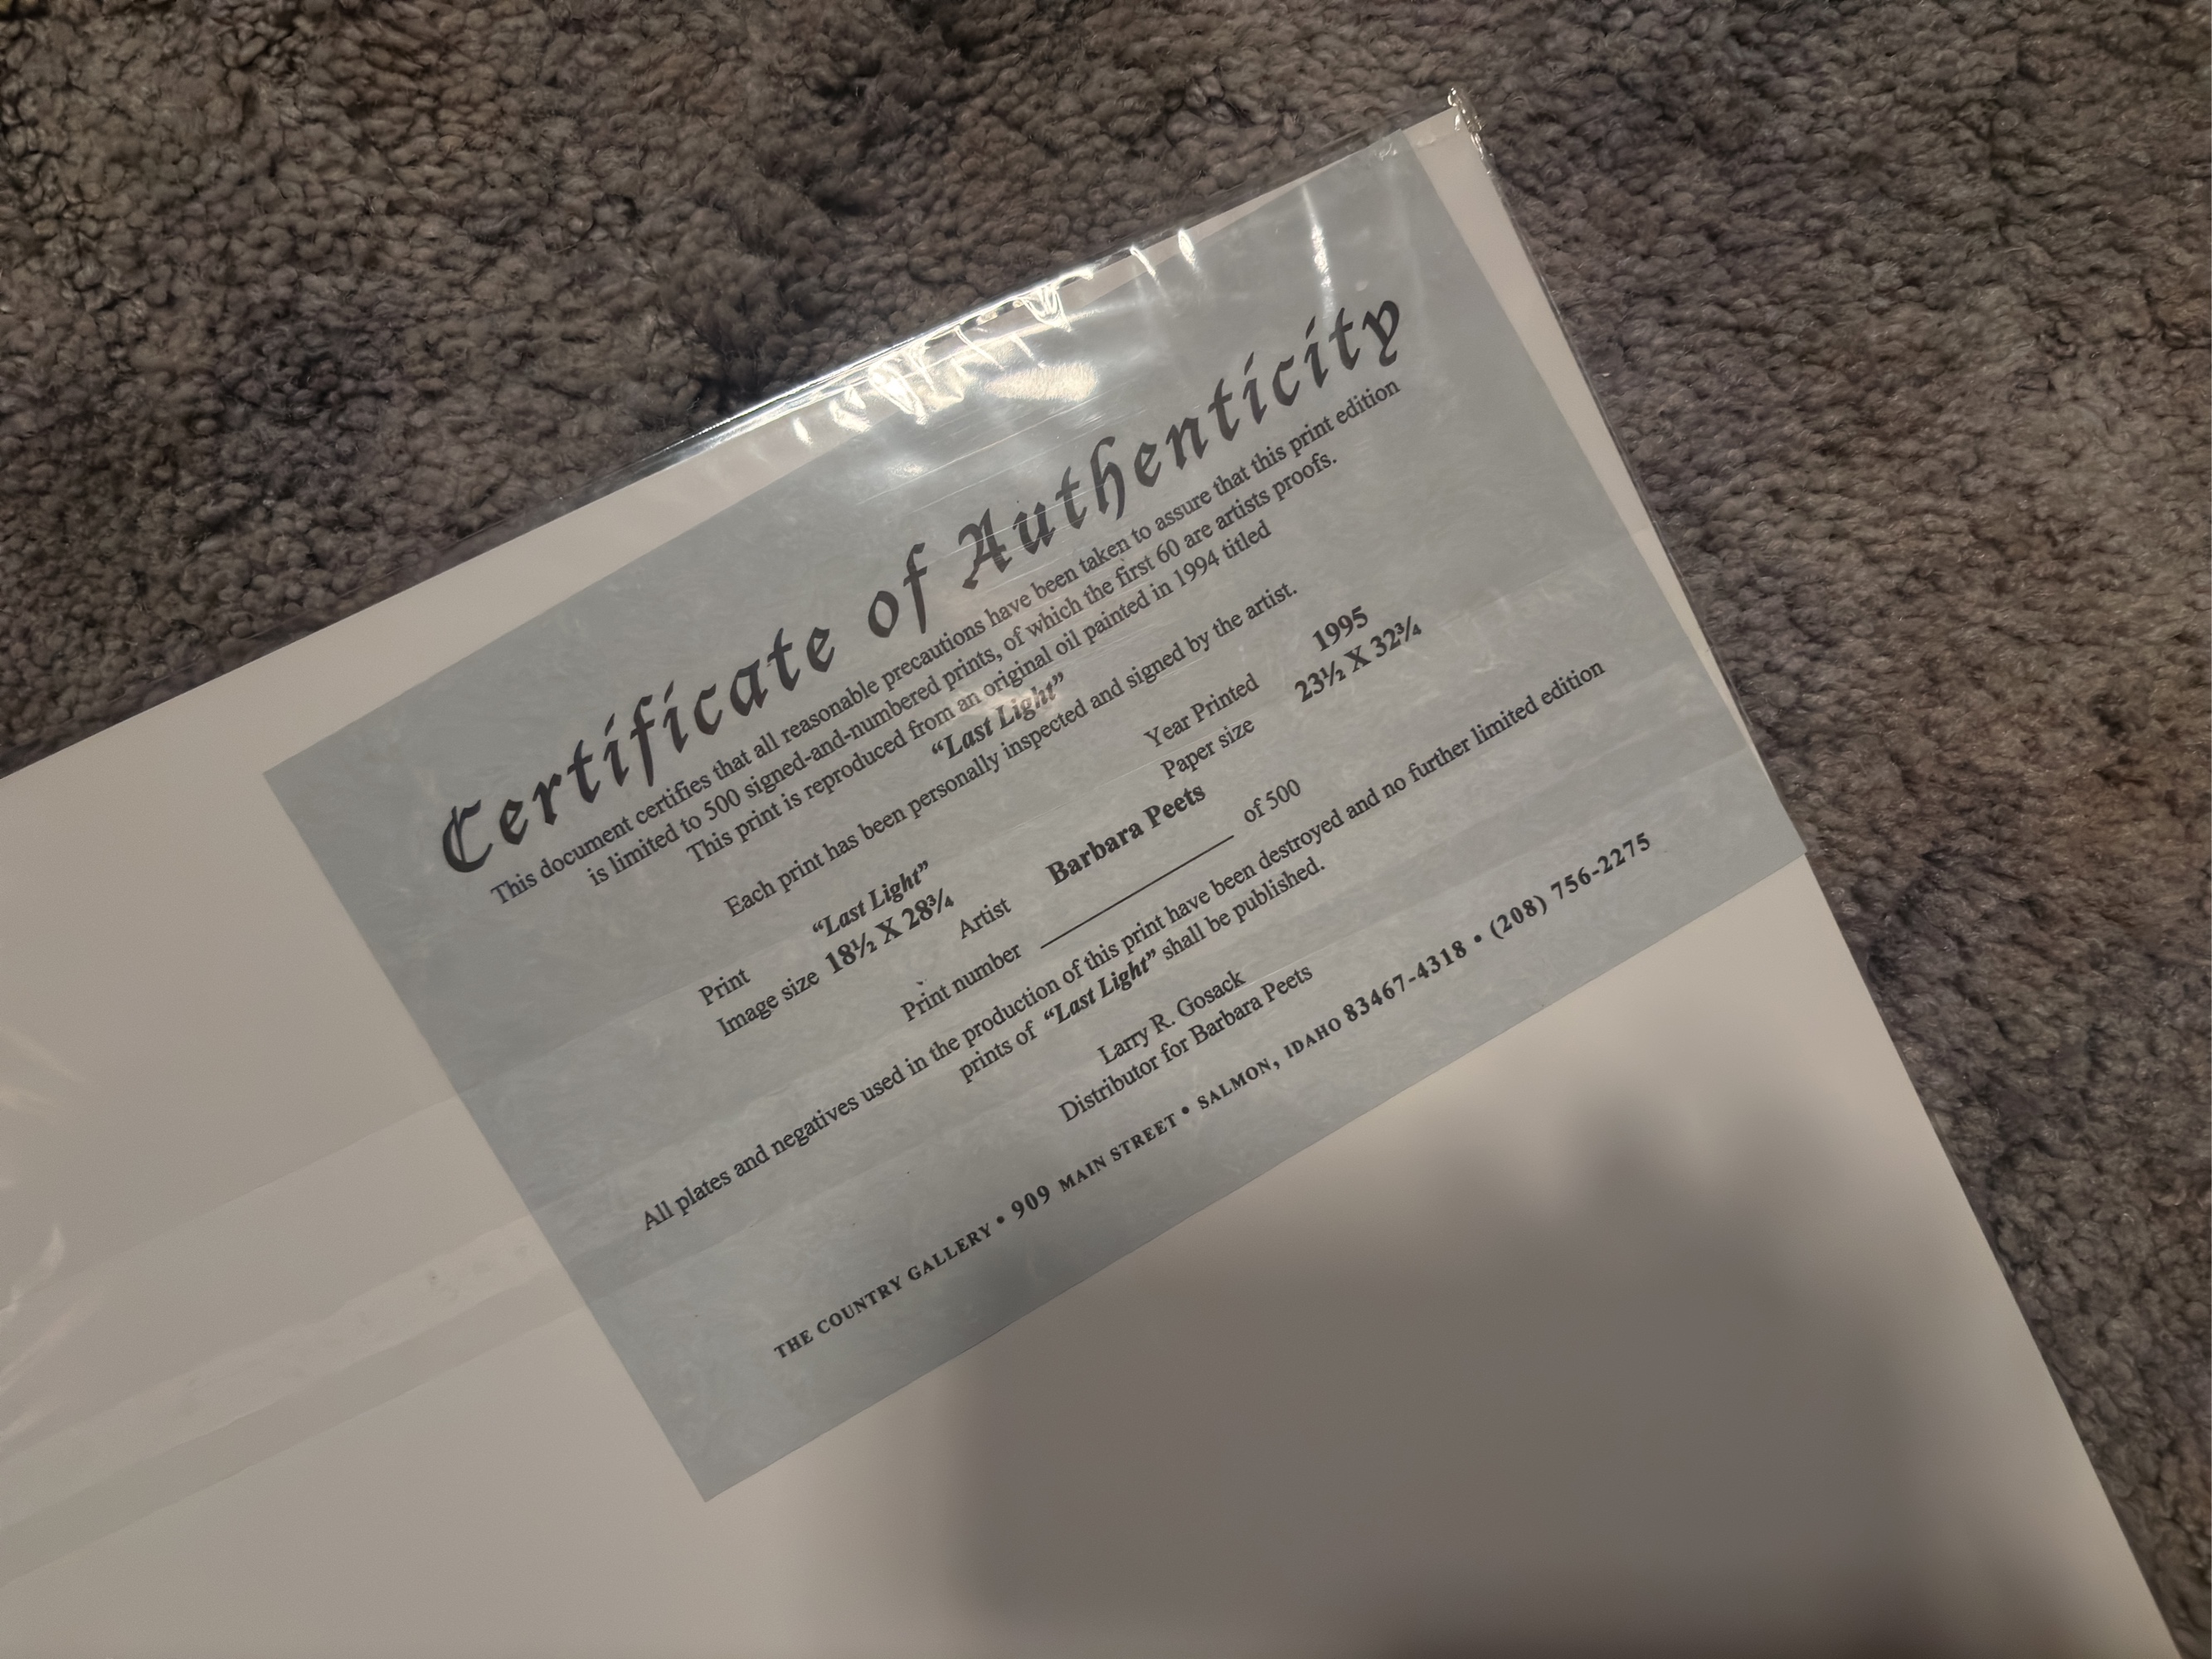 Certificate of Authenticity
This document certifies that all reasonable precautions have been taken to assure that this print edition
is limited to 500 signed-and-numbered prints, of which the first 60 are artists proofs.
This print is reproduced from an original oil painted in 1994 titled
“Last Light”
Each print has been personally inspected and signed by the artist.
Print “Last Light” Year Printed 1995
Image size 18½ X 28¾ Paper size 23½ X 32¾
Artist Barbara Peets
Print number ________ of 500
All plates and negatives used in the production of this print have been destroyed and no further limited edition
prints of “Last Light” shall be published.
Larry R. Gosack
Distributor for Barbara Peets
THE COUNTRY GALLERY • 909 MAIN STREET • SALMON, IDAHO 83467-4318 • (208) 756-2275